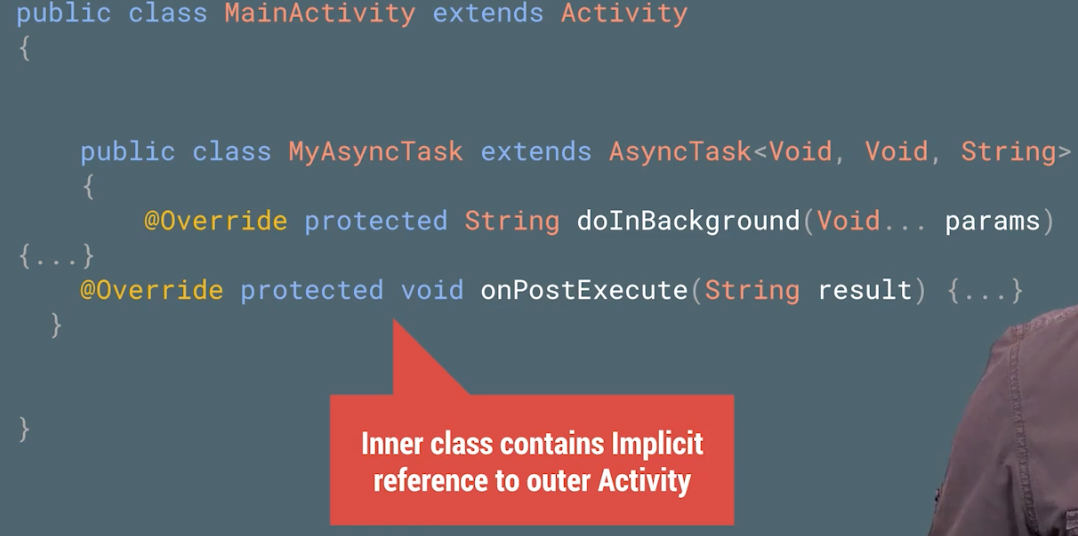 public class MainActivity extends Activity
{
public class MyAsyncTask extends AsyncTask<Void, Void, String>
{
@Override protected String doInBackground(Void... params)
{...}
@Override protected void onPostExecute(String result) {...}
}
}
Inner class contains Implicit
reference to outer Activity